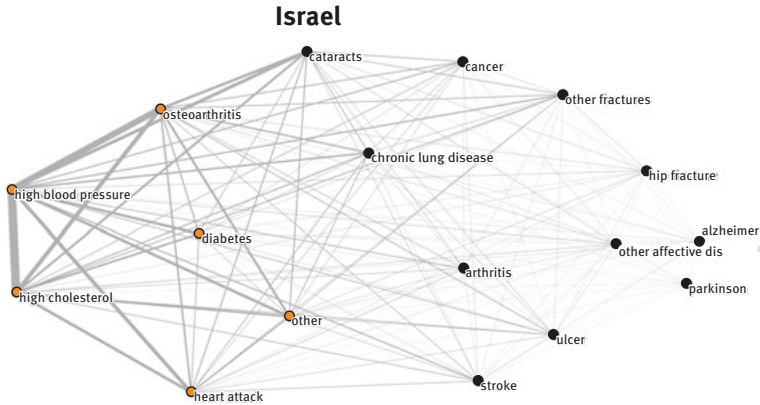 Israel
cataracts
cancer
other fractures
osteoarthritis
chronic lung disease
hip fracture
high blood pressure
alzheimer
diabetes
other affective dis
arthritis
parkinson
high cholesterol
other
ulcer
stroke
heart attack